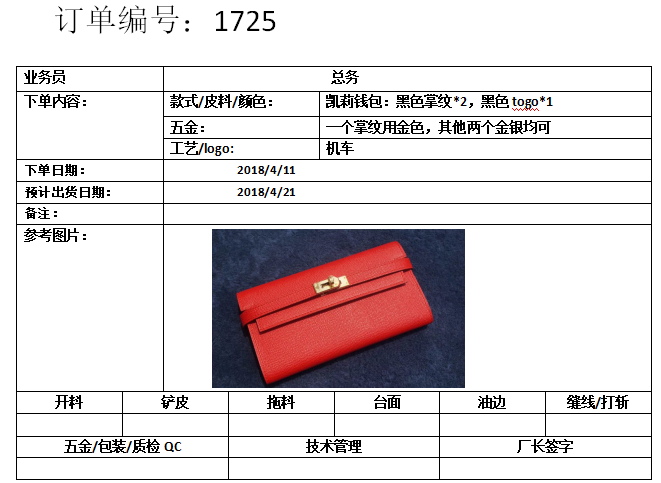 订单编号：1725
业务员 总务
下单内容： 款式/皮料/颜色： 凯莉钱包：黑色掌纹*2，黑色togo*1
五金： 一个掌纹用金色，其他两个金银均可
工艺/logo: 机车
下单日期： 2018/4/11
预计出货日期： 2018/4/21
备注：
参考图片：
开料 铲皮 拖料 台面 油边 缝线/打斩
五金/包装/质检 QC 技术管理 厂长签字